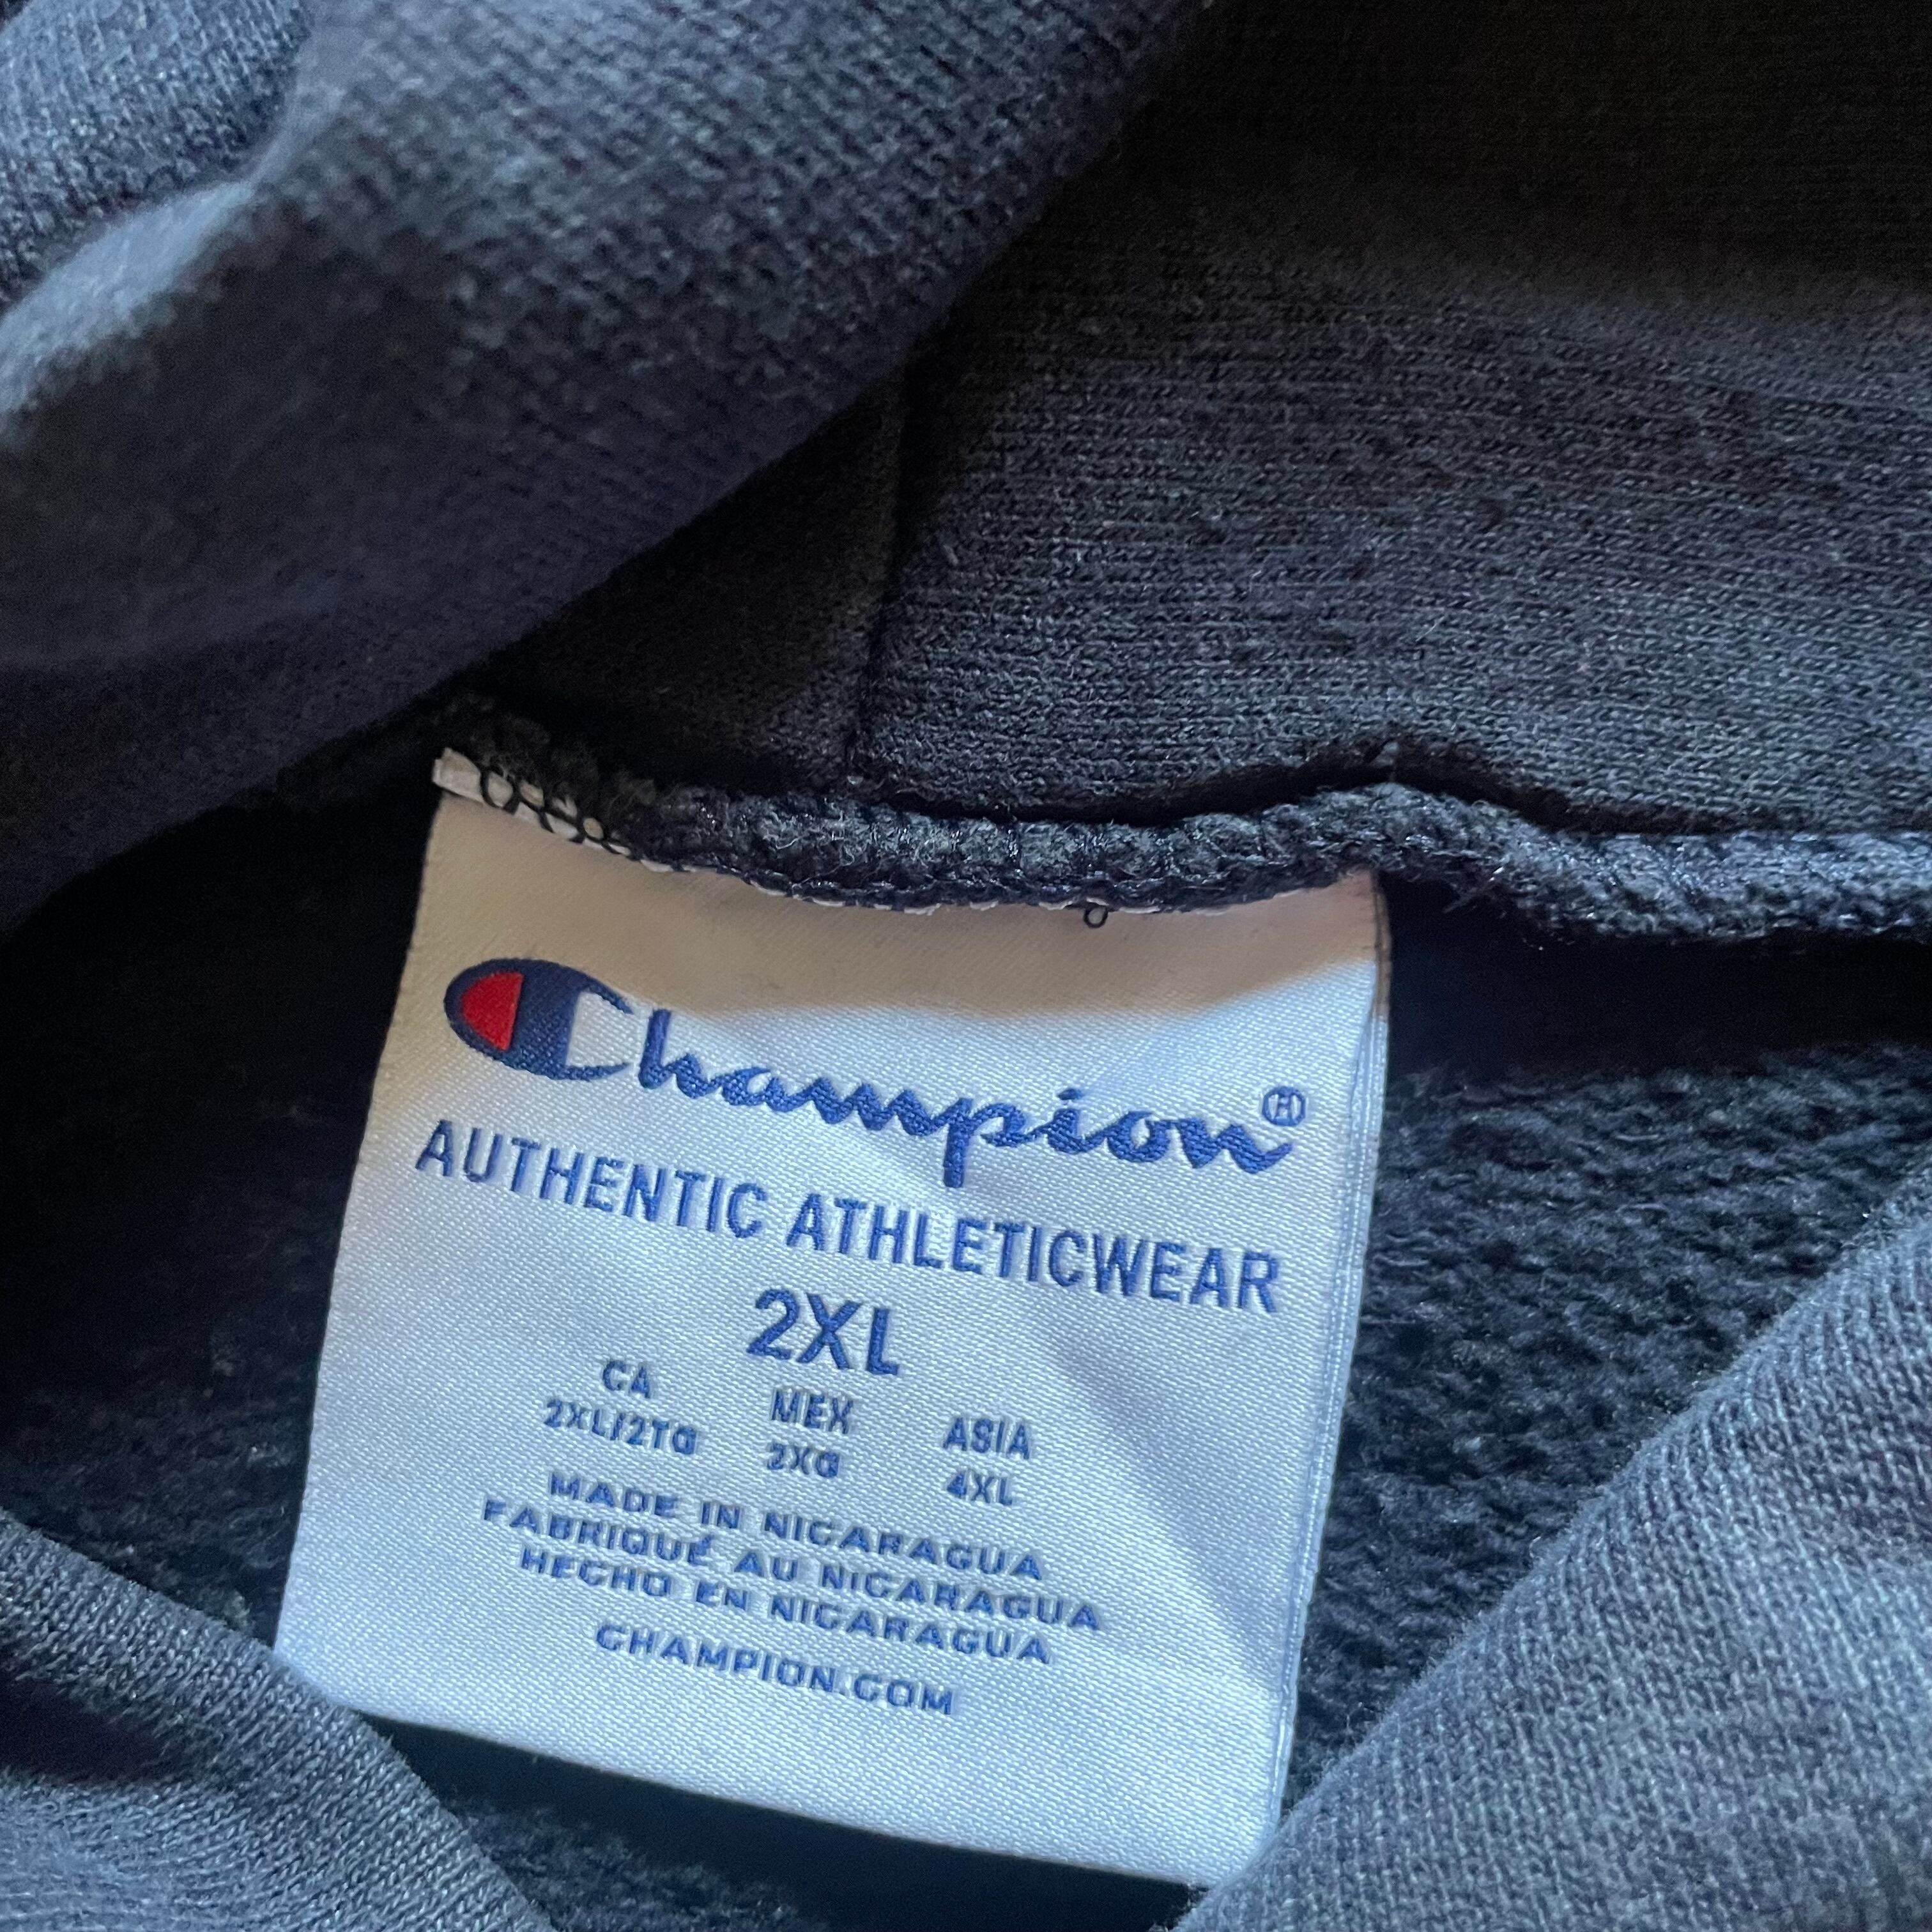 Champion®
AUTHENTIC ATHLETICWEAR
2XL
CA MEX ASIA
2XL/2TG 2XG 4XL
MADE IN NICARAGUA
FABRIQUÉ AU NICARAGUA
HECHO EN NICARAGUA
CHAMPION.COM